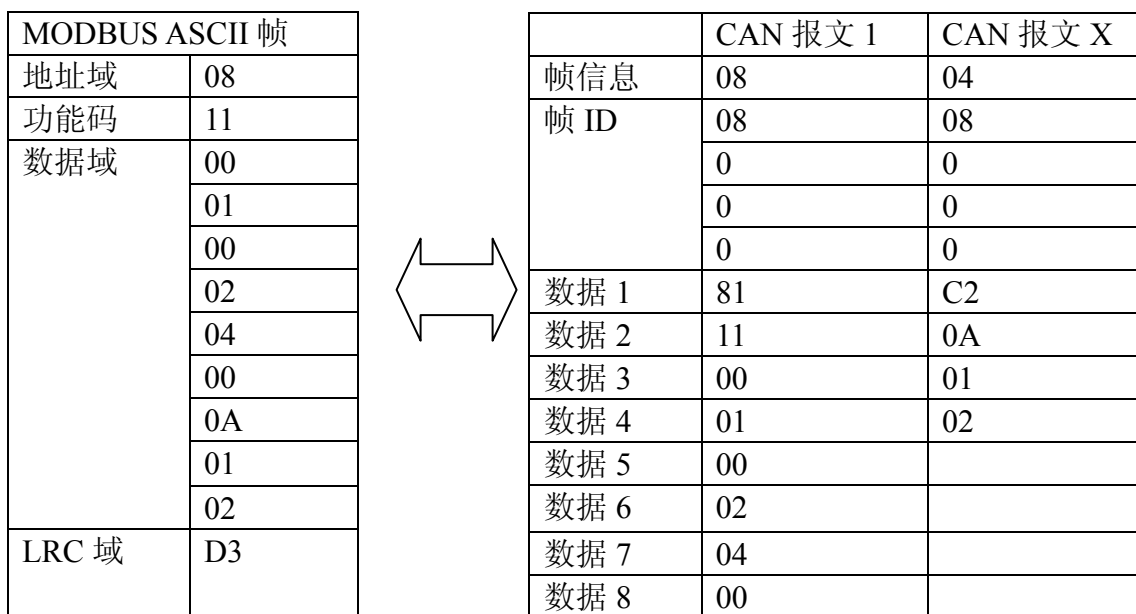 MODBUS ASCII 帧
地址域 08
功能码 11
数据域 00
01
00
02
04
00
0A
01
02
LRC 域 D3
CAN 报文 1 CAN 报文 X
帧信息 08 04
帧 ID 08 08
0 0
0 0
0 0
数据 1 81 C2
数据 2 11 0A
数据 3 00 01
数据 4 01 02
数据 5 00
数据 6 02
数据 7 04
数据 8 00